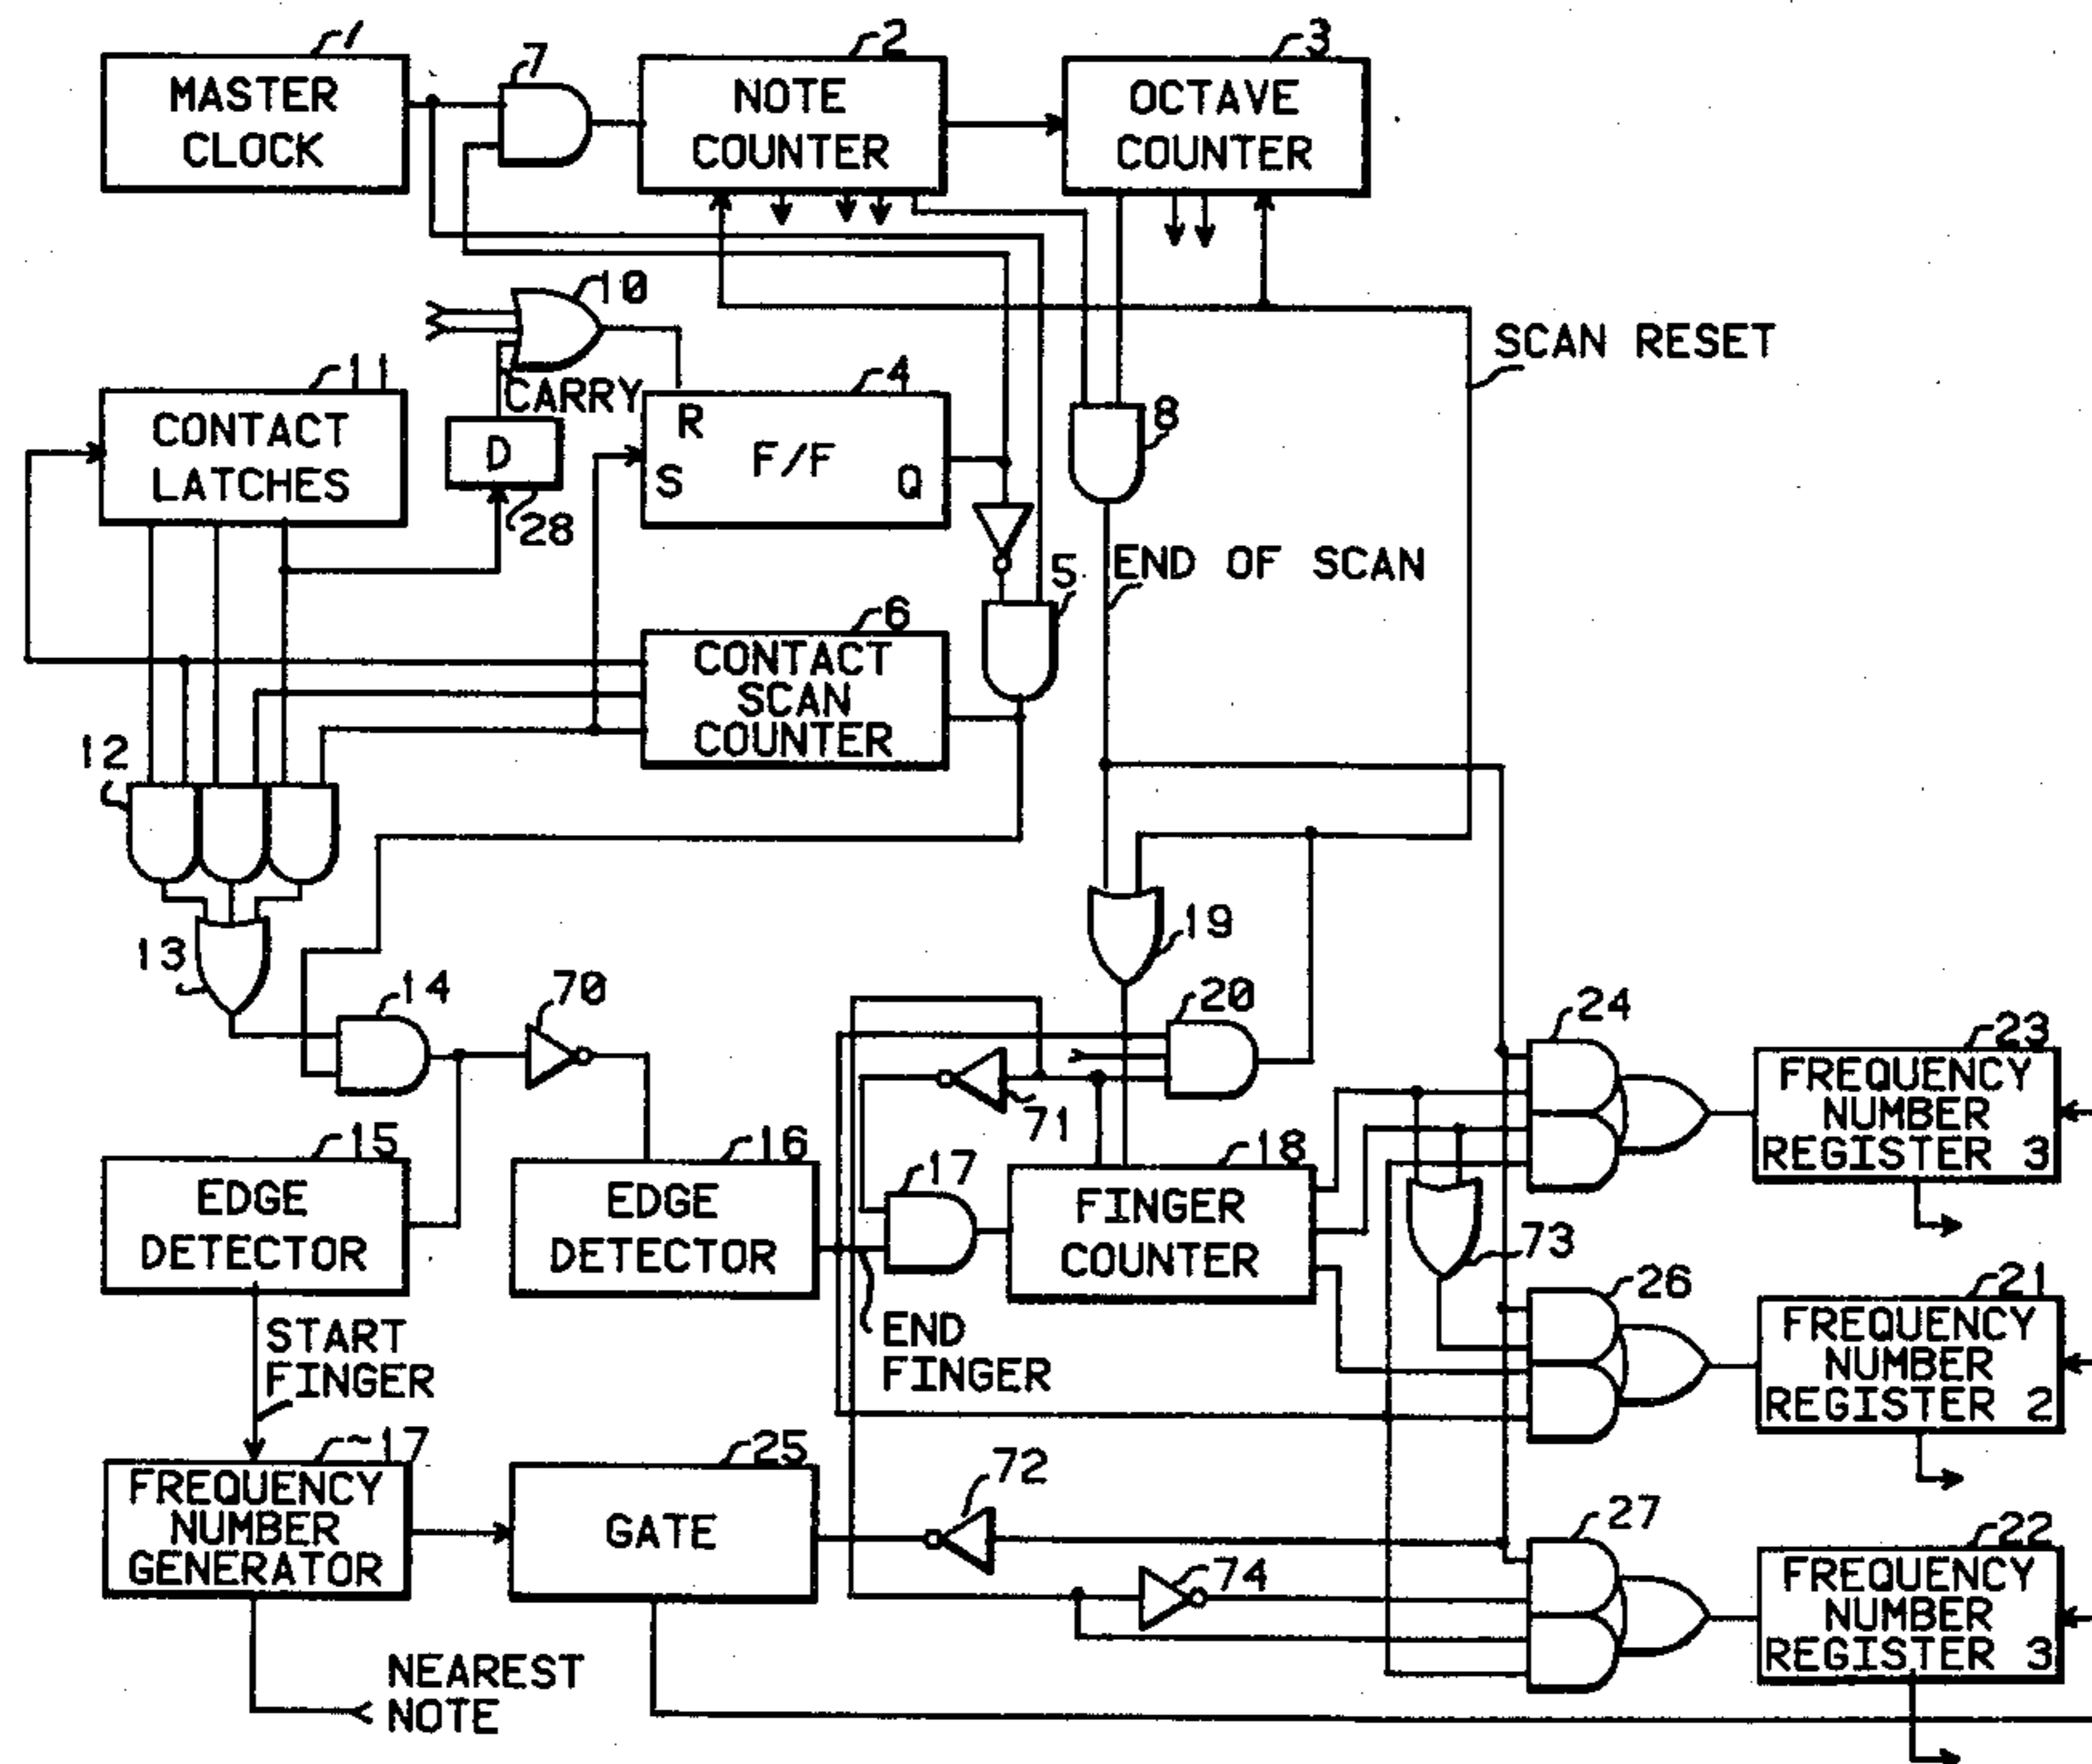 1
2
3
7
MASTER
CLOCK
NOTE
COUNTER
OCTAVE
COUNTER
10
SCAN RESET
11
CARRY
4
8
CONTACT
LATCHES
D
R
F/F
S
Q
28
5
END OF SCAN
6
CONTACT
SCAN
COUNTER
12
13
19
14
70
20
24
23
FREQUENCY
NUMBER
REGISTER 3
71
15
16
17
18
EDGE
DETECTOR
EDGE
DETECTOR
FINGER
COUNTER
73
26
21
START
FINGER
END
FINGER
FREQUENCY
NUMBER
REGISTER 2
~17
25
72
27
22
FREQUENCY
NUMBER
GENERATOR
GATE
74
FREQUENCY
NUMBER
REGISTER 3
NEAREST
NOTE